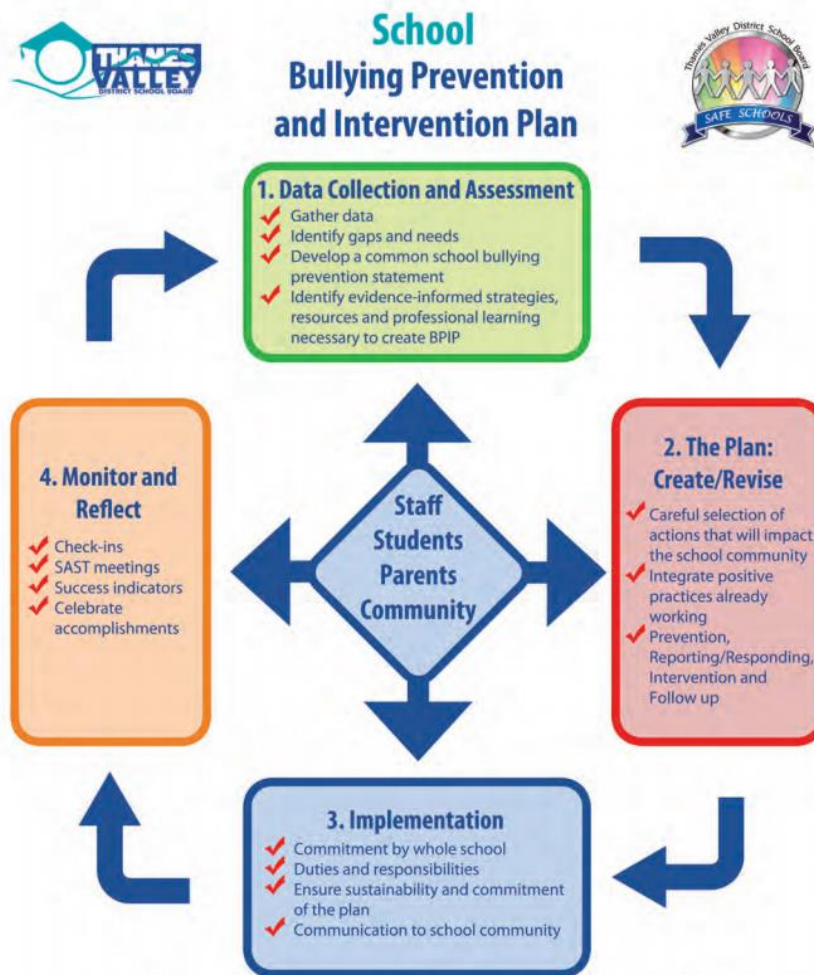 THAMES
VALLEY
DISTRICT SCHOOL BOARD
School
Bullying Prevention
and Intervention Plan
Thames Valley District School Board
SAFE SCHOOLS
1. Data Collection and Assessment
Gather data
Identify gaps and needs
Develop a common school bullying
prevention statement
Identify evidence-informed strategies,
resources and professional learning
necessary to create BPIP
4. Monitor and
Reflect
Check-ins
SAST meetings
Success indicators
Celebrate
accomplishments
Staff
Students
Parents
Community
2. The Plan:
Create/Revise
Careful selection of
actions that will impact
the school community
Integrate positive
practices already
working
Prevention,
Reporting/Responding,
Intervention and
Follow up
3. Implementation
Commitment by whole school
Duties and responsibilities
Ensure sustainability and commitment
of the plan
Communication to school community